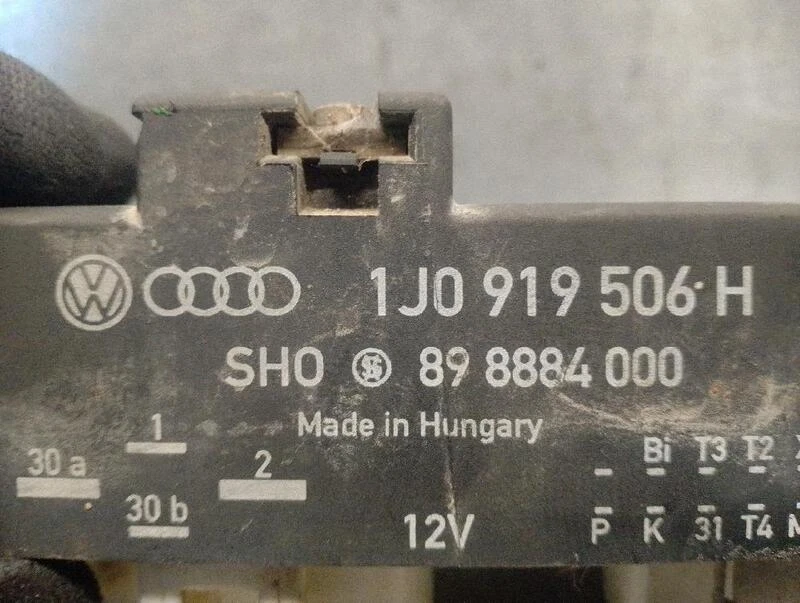 1J0 919 506 H
SHO 89 8884 000
Made in Hungary
1
30 a
2
30 b
12V
Bi T3 T2
P K 31 T4